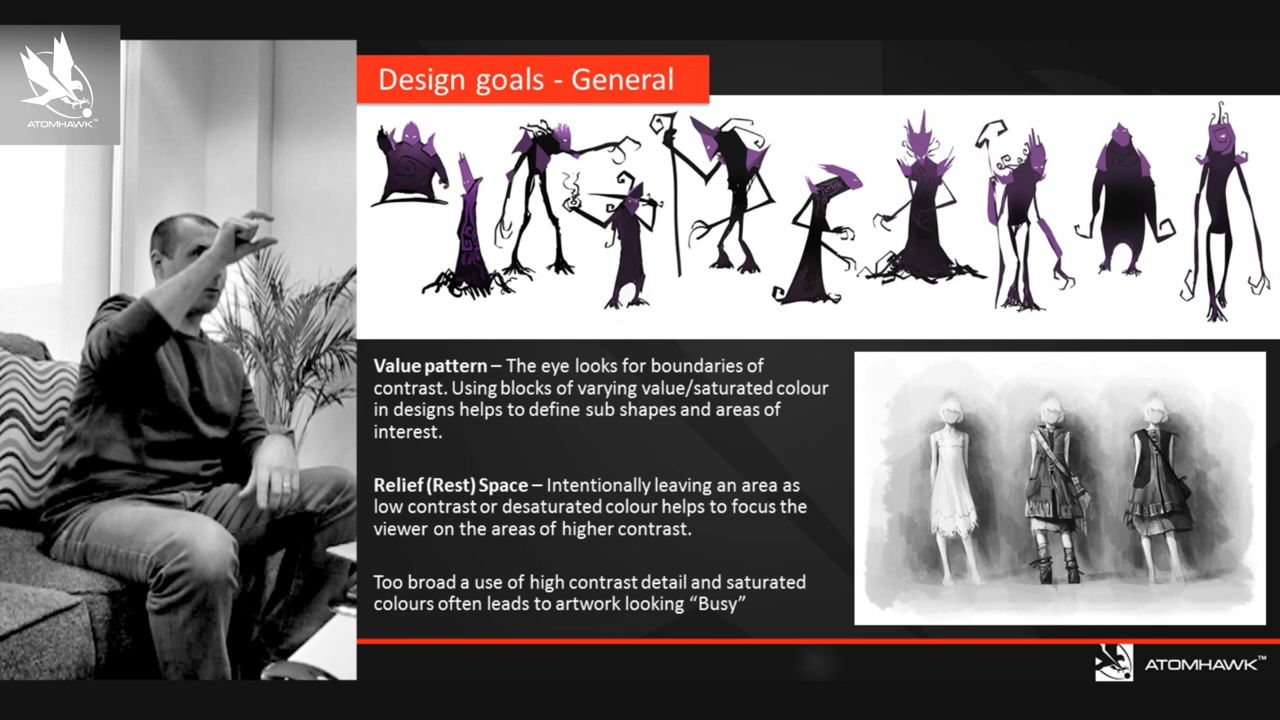 ATOMHAWK™
Design goals - General
Value pattern – The eye looks for boundaries of
contrast. Using blocks of varying value/saturated colour
in designs helps to define sub shapes and areas of
interest.
Relief (Rest) Space – Intentionally leaving an area as
low contrast or desaturated colour helps to focus the
viewer on the areas of higher contrast.
Too broad a use of high contrast detail and saturated
colours often leads to artwork looking “Busy”
ATOMHAWK™